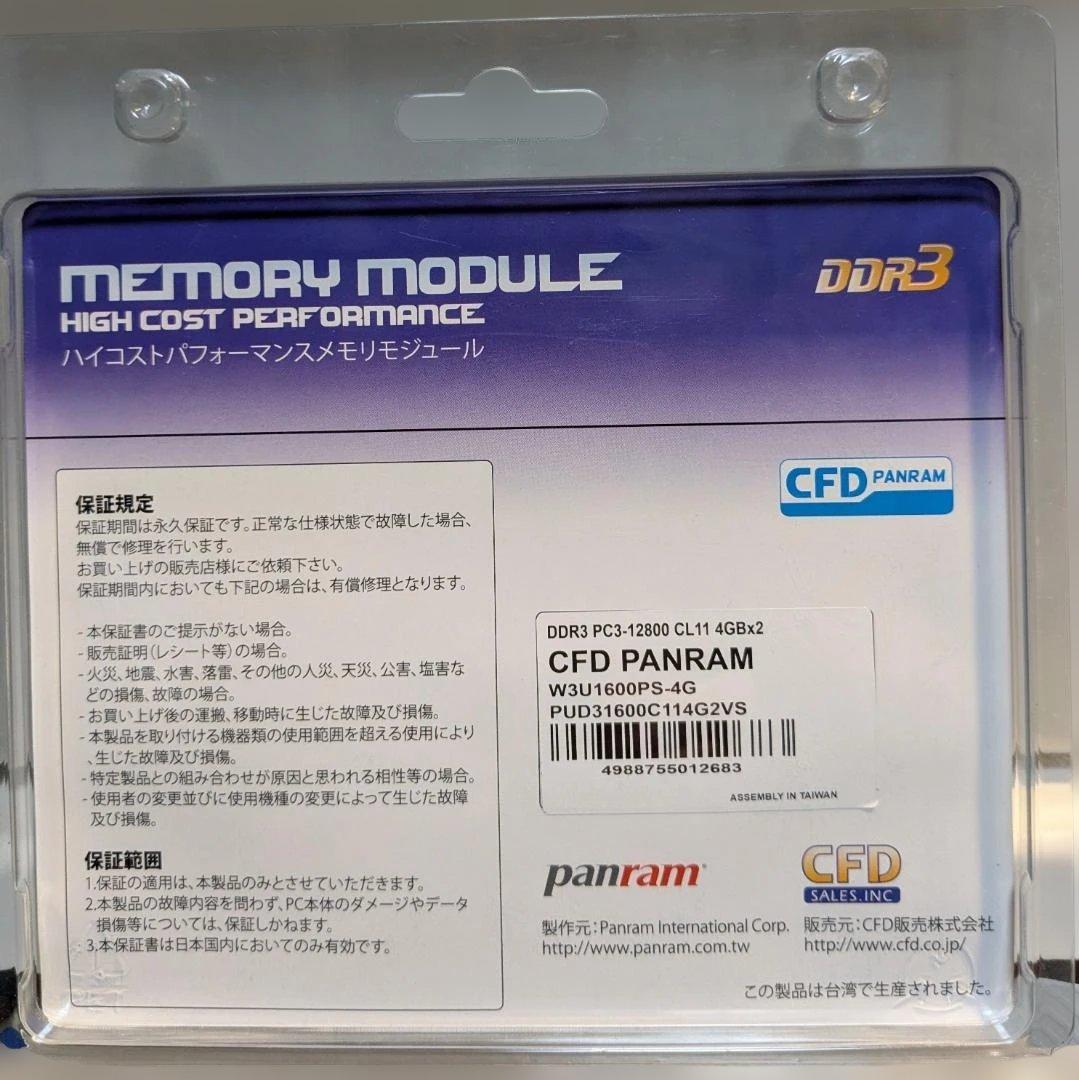 MEMORY MODULE
HIGH COST PERFORMANCE
ハイコストパフォーマンスメモリモジュール
DDR3
CFD PANRAM
保証規定
保証期間は永久保証です。正常な仕様状態で故障した場合、
無償で修理を行います。
お買い上げの販売店様にご依頼下さい。
保証期間内においても下記の場合は、有償修理となります。
- 本保証書のご提示がない場合。
- 販売証明(レシート等)の場合。
- 火災、地震、水害、落雷、その他の人災、天災、公害、塩害な
どの損傷、故障の場合。
- お買い上げ後の運搬、移動時に生じた故障及び損傷。
- 本製品を取り付ける機器類の使用範囲を超える使用により
、生じた故障及び損傷。
- 特定製品との組み合わせが原因と思われる相性等の場合。
- 使用者の変更並びに使用機種の変更によって生じた故障
及び損傷。
保証範囲
1.保証の適用は、本製品のみとさせていただきます。
2.本製品の故障内容を問わず、PC本体のダメージやデータ
損傷等については、保証しかねます。
3.本保証書は日本国内においてのみ有効です。
DDR3 PC3-12800 CL11 4GBx2
CFD PANRAM
W3U1600PS-4G
PUD31600C114G2VS
4988755012683
ASSEMBLY IN TAIWAN
panram
製作元:Panram International Corp.
http://www.panram.com.tw
CFD
SALES.INC
販売元:CFD販売株式会社
http://www.cfd.co.jp/
この製品は台湾で生産されました。